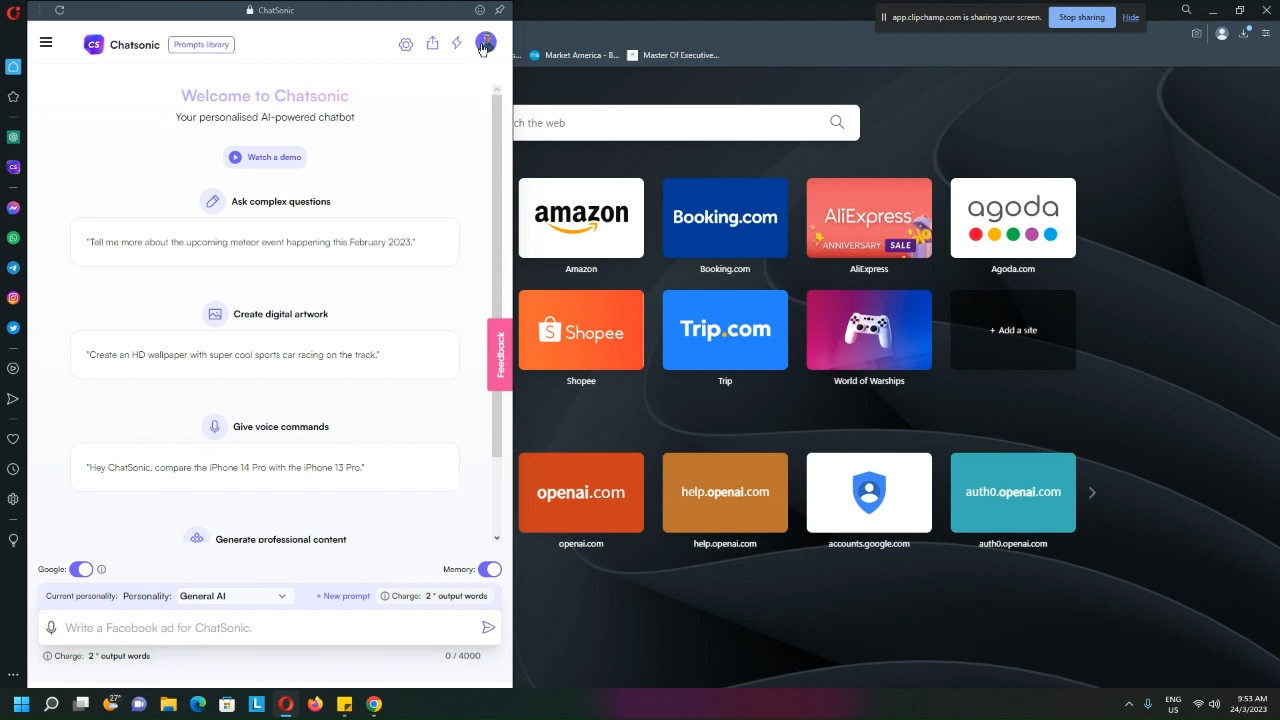 ChatSonic
app.clipchamp.com is sharing your screen.
Stop sharing
Hide
CS
Chatsonic
Prompts library
s...
Market America - B...
Master Of Executive...
Welcome to Chatsonic
Your personalised AI-powered chatbot
Watch a demo
Ask complex questions
"Tell me more about the upcoming meteor event happening this February 2023."
Create digital artwork
"Create an HD wallpaper with super cool sports car racing on the track."
Give voice commands
"Hey ChatSonic, compare the iPhone 14 Pro with the iPhone 13 Pro."
Generate professional content
Feedback
Google:
Memory:
Current personality:
Personality:
General AI
+ New prompt
Charge: 2 * output words
Write a Facebook ad for ChatSonic.
Charge: 2 * output words
0 / 4000
ch the web
amazon
Booking.com
AliExpress
ANNIVERSARY SALE
agoda
Amazon
Booking.com
AliExpress
Agoda.com
Shopee
Trip.com
+ Add a site
Shopee
Trip
World of Warships
openai.com
help.openai.com
auth0.openai.com
openai.com
help.openai.com
accounts.google.com
auth0.openai.com
27°
L
ENG
US
9:53 AM
24/3/2023